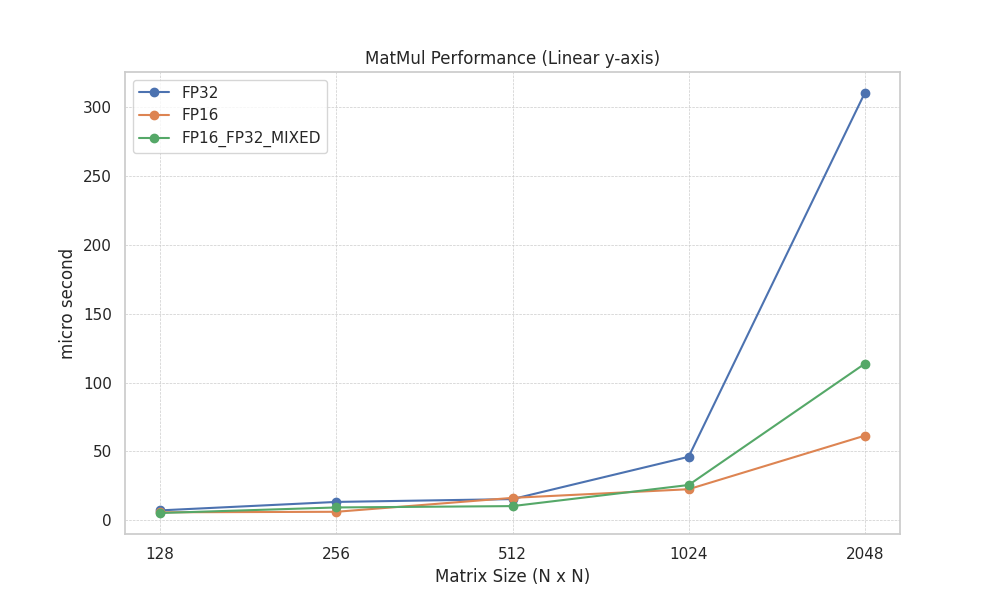 MatMul Performance (Linear y-axis)
FP32
FP16
FP16_FP32_MIXED
300
250
200
150
100
50
0
micro second
128 256 512 1024 2048
Matrix Size (N x N)